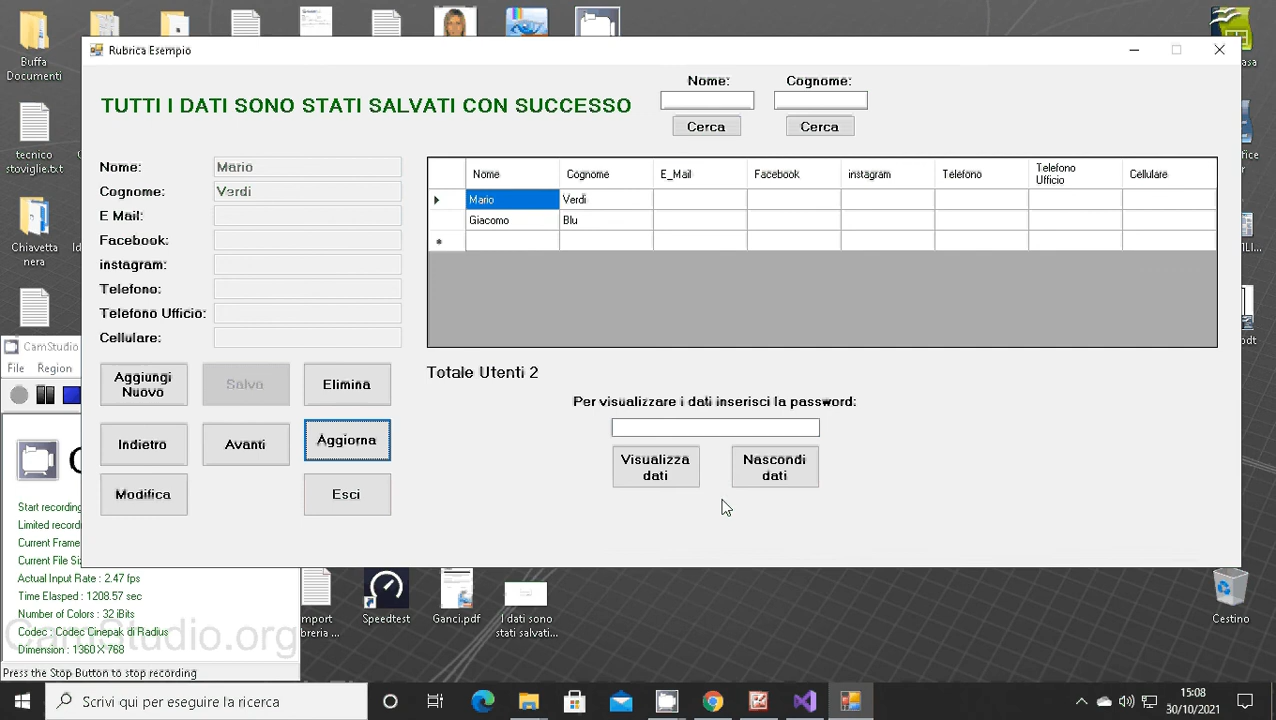 Buffa
Documenti
Rubrica Esempio
TUTTI I DATI SONO STATI SALVATI CON SUCCESSO
Nome:
Cognome:
Cerca
Cerca
tecnico
stoviglie.txt
Chiavetta
nera
Nome:
Mario
Cognome:
Verdi
E Mail:
Facebook:
instagram:
Telefono:
Telefono Ufficio:
Cellulare:
Nome
Cognome
E_Mail
Facebook
instagram
Telefono
Telefono
Ufficio
Cellulare
Mario
Verdi
Giacomo
Blu
Aggiungi
Nuovo
Salva
Elimina
Indietro
Avanti
Aggiorna
Modifica
Esci
Totale Utenti 2
Per visualizzare i dati inserisci la password:
Visualizza
dati
Nascondi
dati
CamStudio
File
Region
Start recording
Limited recor
Current Frame
Current File Siz
Actual Input Rate : 2.47 fps
Time Elasped : 1208.57 sec
Number of Colors : 32 iBits
Codec : Codec Cinepak di Radius
Dimension : 1360 X 768
CamStudio.org
Press the Stop Button to stop recording
mport
breria ...
Speedtest
Ganci.pdf
I dati sono
stati salvati...
Cestino
Scrivi qui per eseguire la ricerca
15:08
30/10/2021